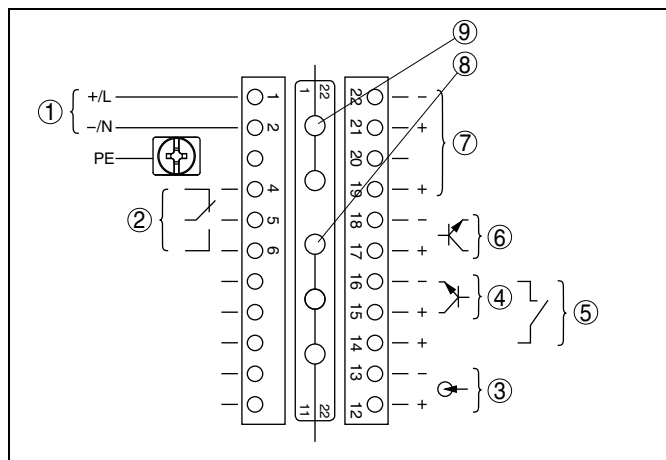 ⑨
⑧
① +/L 1 1 22 22 −
−/N 2 21 + ⑦
PE 20
② 4 19 +
5 18 − ⑥
6 17 +
16 − ④
15 + ⑤
14 +
13 − ③
11 22 12 +